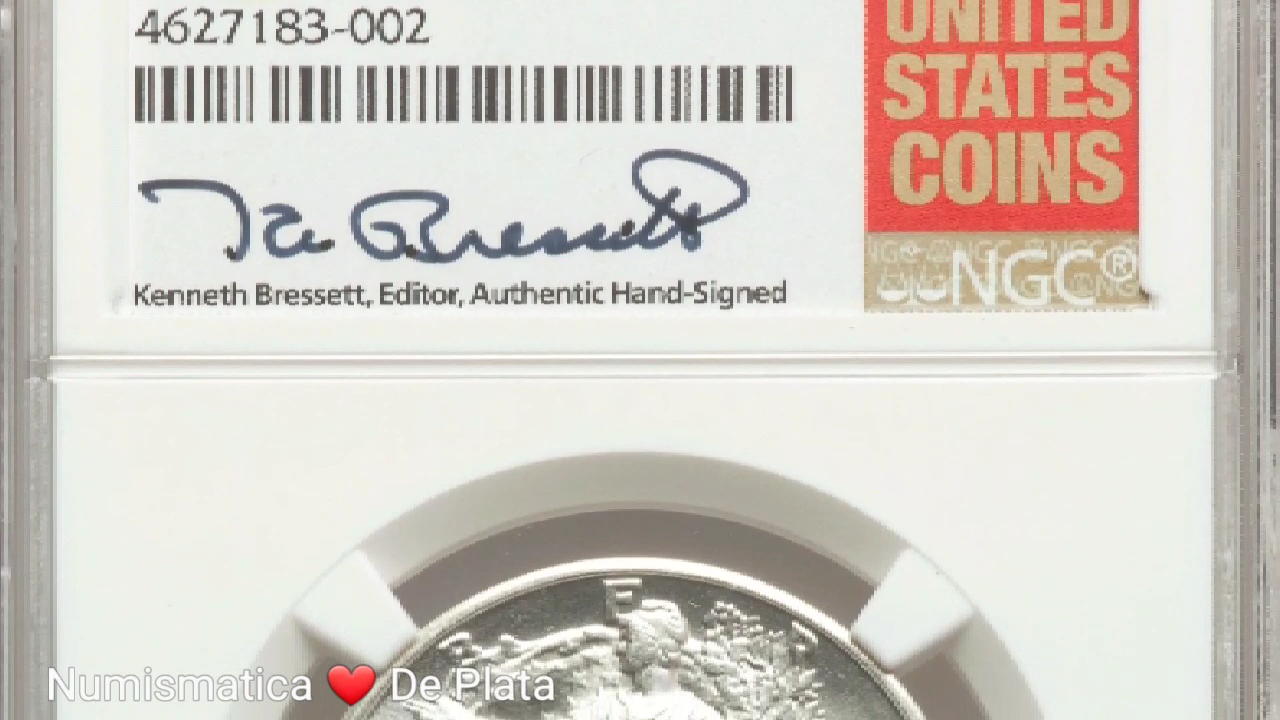 4627183-002
UNITED
STATES
COINS
Kenneth Bressett, Editor, Authentic Hand-Signed
NGC®
Numismatica ❤️ De Plata